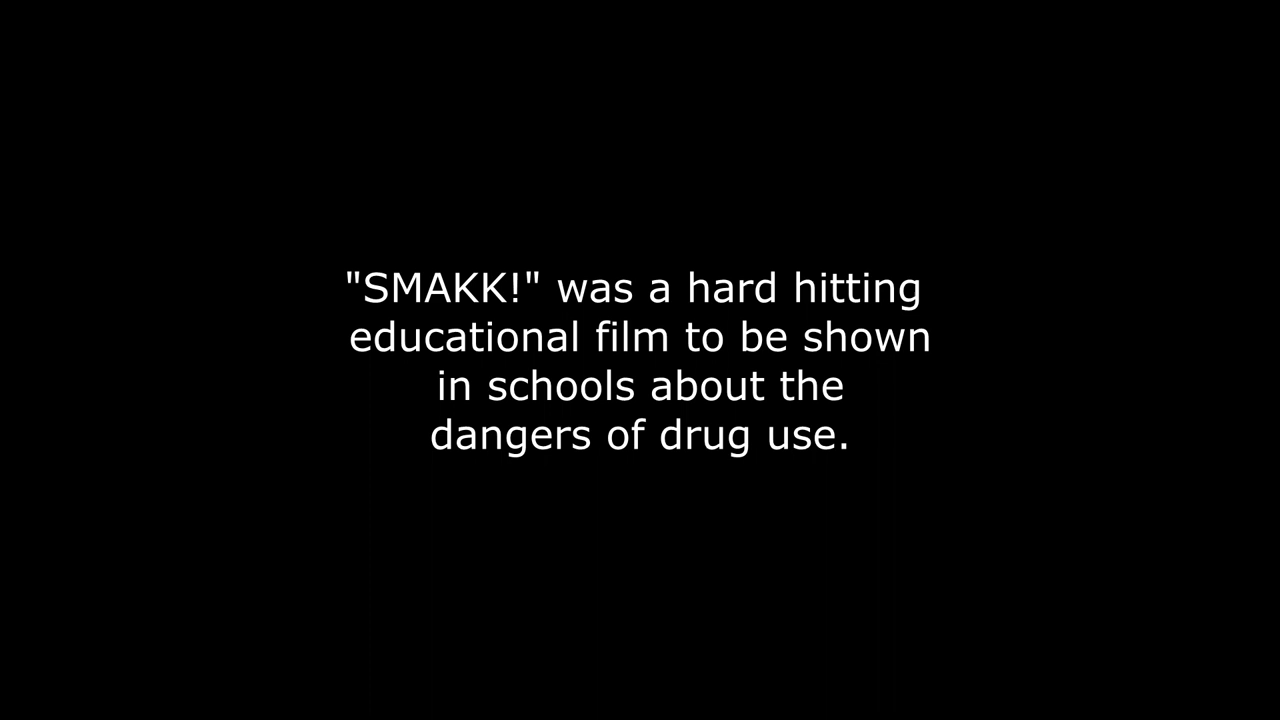 "SMAKK!" was a hard hitting
educational film to be shown
in schools about the
dangers of drug use.